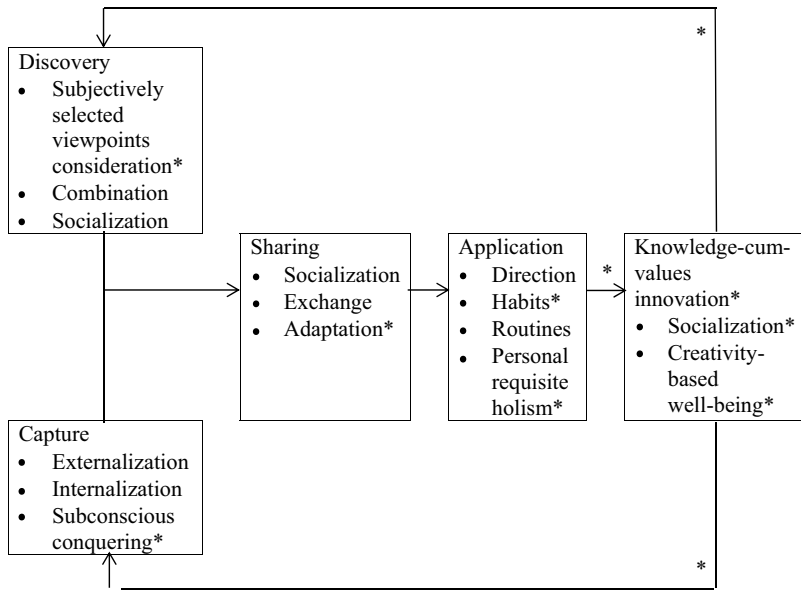 *
Discovery
• Subjectively
selected
viewpoints
consideration*
• Combination
• Socialization
Sharing
• Socialization
• Exchange
• Adaptation*
Application
• Direction
• Habits*
• Routines
• Personal
requisite
holism*
*
Knowledge-cum-
values
innovation*
• Socialization*
• Creativity-
based
well-being*
Capture
• Externalization
• Internalization
• Subconscious
conquering*
*